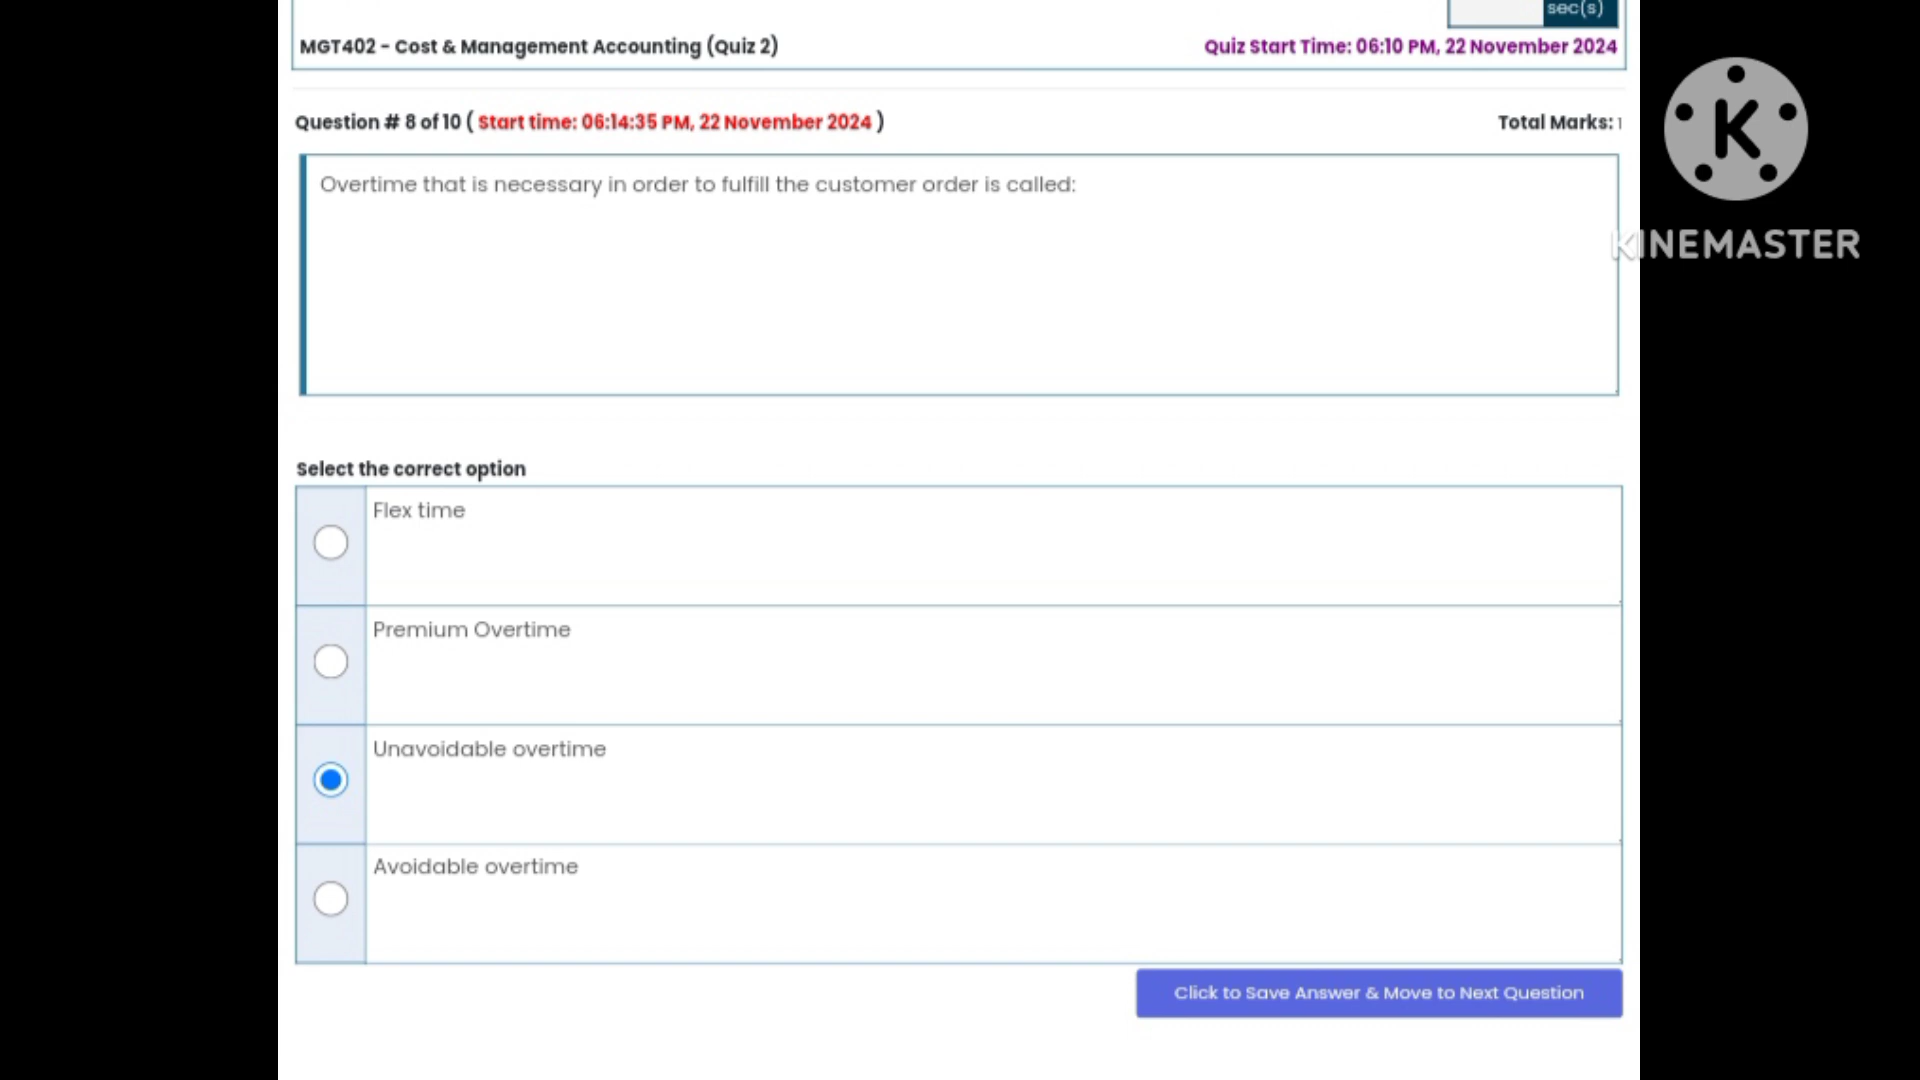 sec(s)
MGT402 - Cost & Management Accounting (Quiz 2)
Quiz Start Time: 06:10 PM, 22 November 2024
Question # 8 of 10 ( Start time: 06:14:35 PM, 22 November 2024 )
Total Marks: 1
K
KINEMASTER
Overtime that is necessary in order to fulfill the customer order is called:
Select the correct option
Flex time
Premium Overtime
Unavoidable overtime
Avoidable overtime
Click to Save Answer & Move to Next Question